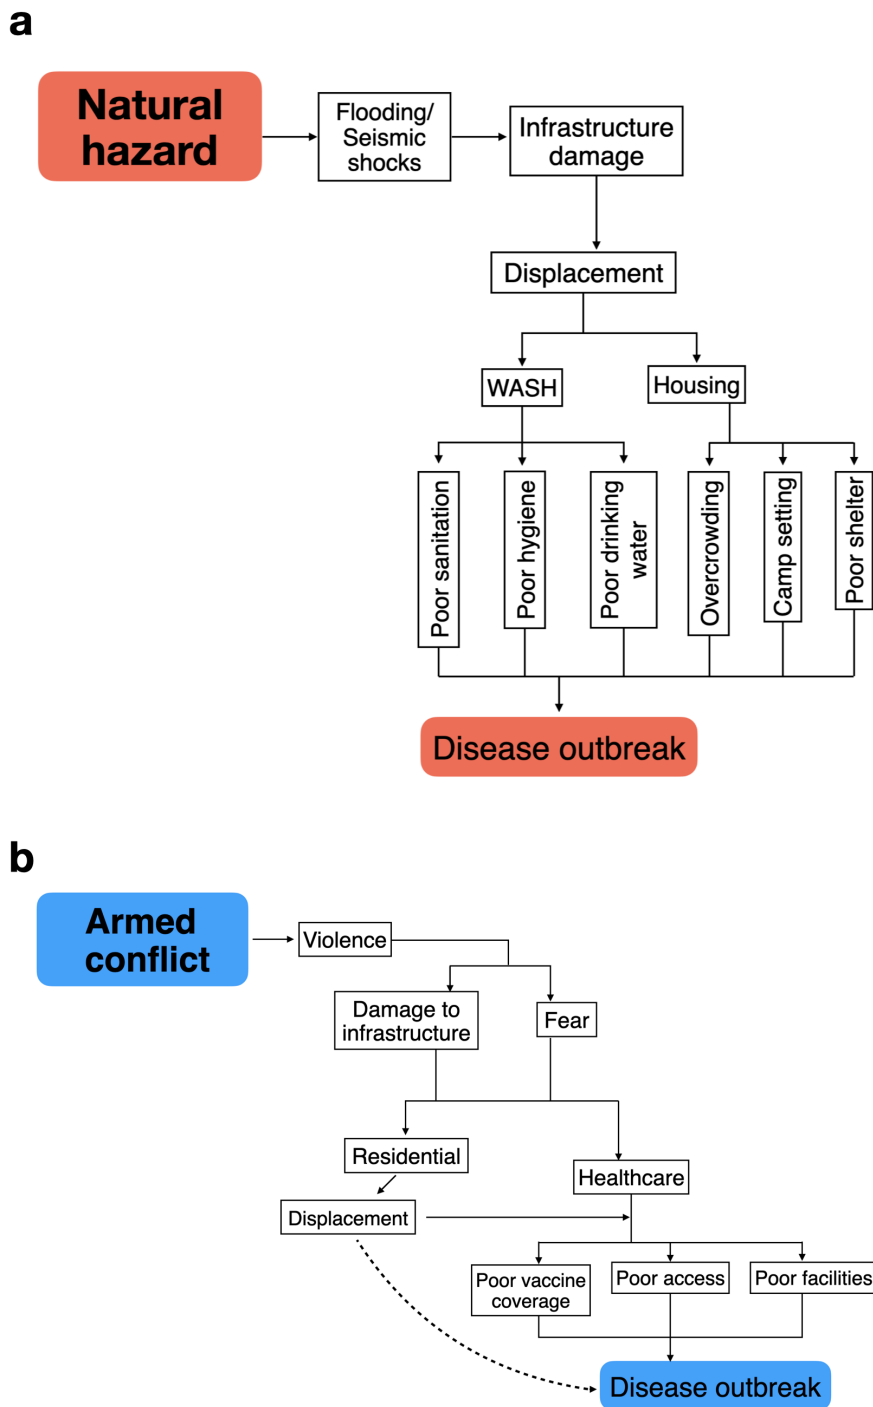 a
Natural
hazard
Flooding/
Seismic
shocks
Infrastructure
damage
Displacement
WASH
Housing
Poor sanitation
Poor hygiene
Poor drinking
water
Overcrowding
Camp setting
Poor shelter
Disease outbreak
b
Armed
conflict
Violence
Damage to
infrastructure
Fear
Residential
Healthcare
Displacement
Poor vaccine
coverage
Poor access
Poor facilities
Disease outbreak